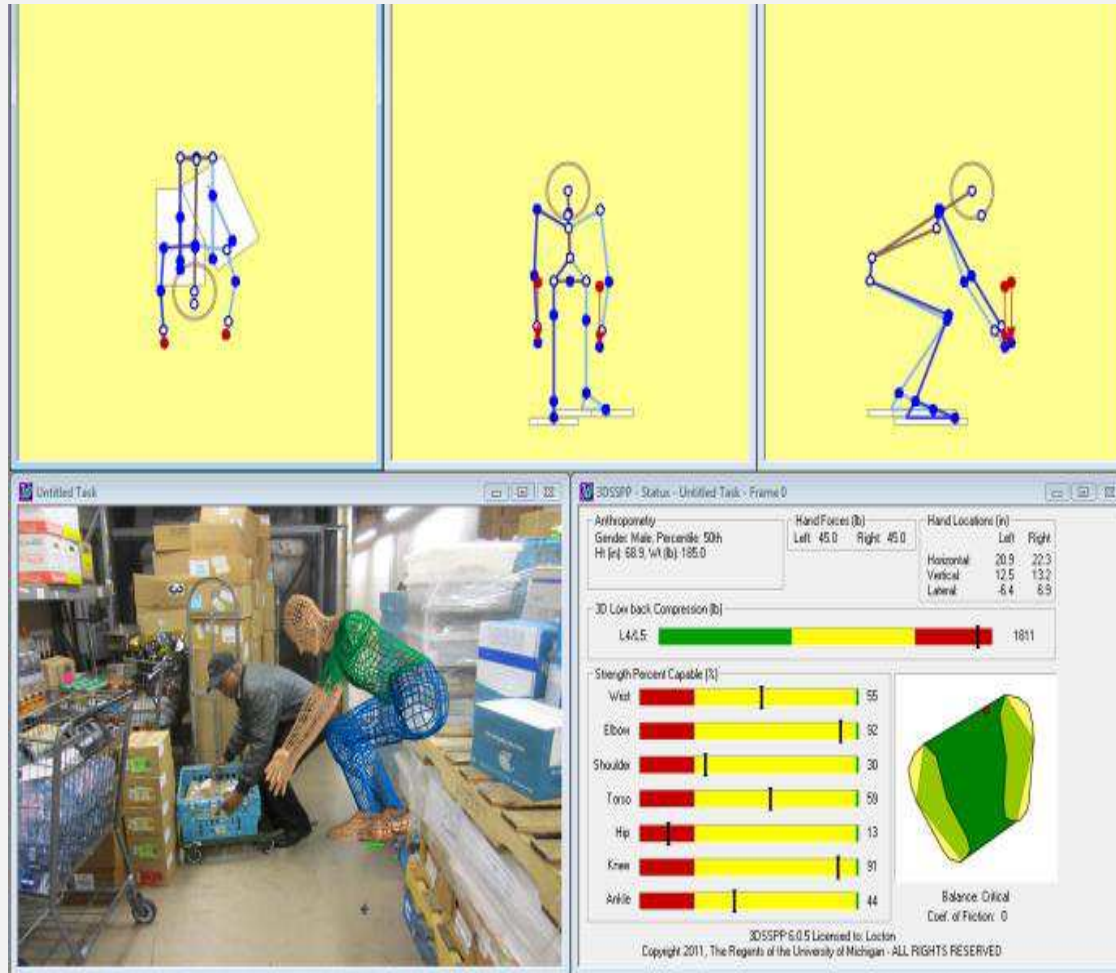 Untitled Task
3DSSPP - Status - Untitled Task - Frame 0
Anthropometry
Gender: Male, Percentile: 50th
Ht (in): 68.9, Wt (lb): 185.0
Hand Forces (lb)
Left: 45.0 Right: 45.0
Hand Locations (in)
Left Right
Horizontal: 20.9 22.3
Vertical: 12.5 13.2
Lateral: -6.4 6.9
3D Low back Compression (lb)
L4/L5: 1811
Strength Percent Capable (%)
Wrist 55
Elbow 92
Shoulder 30
Torso 59
Hip 13
Knee 91
Ankle 44
Balance: Critical
Coef. of Friction: 0
3DSSPP 6.0.5 Licensed to: Locton
Copyright 2011, The Regents of the University of Michigan - ALL RIGHTS RESERVED